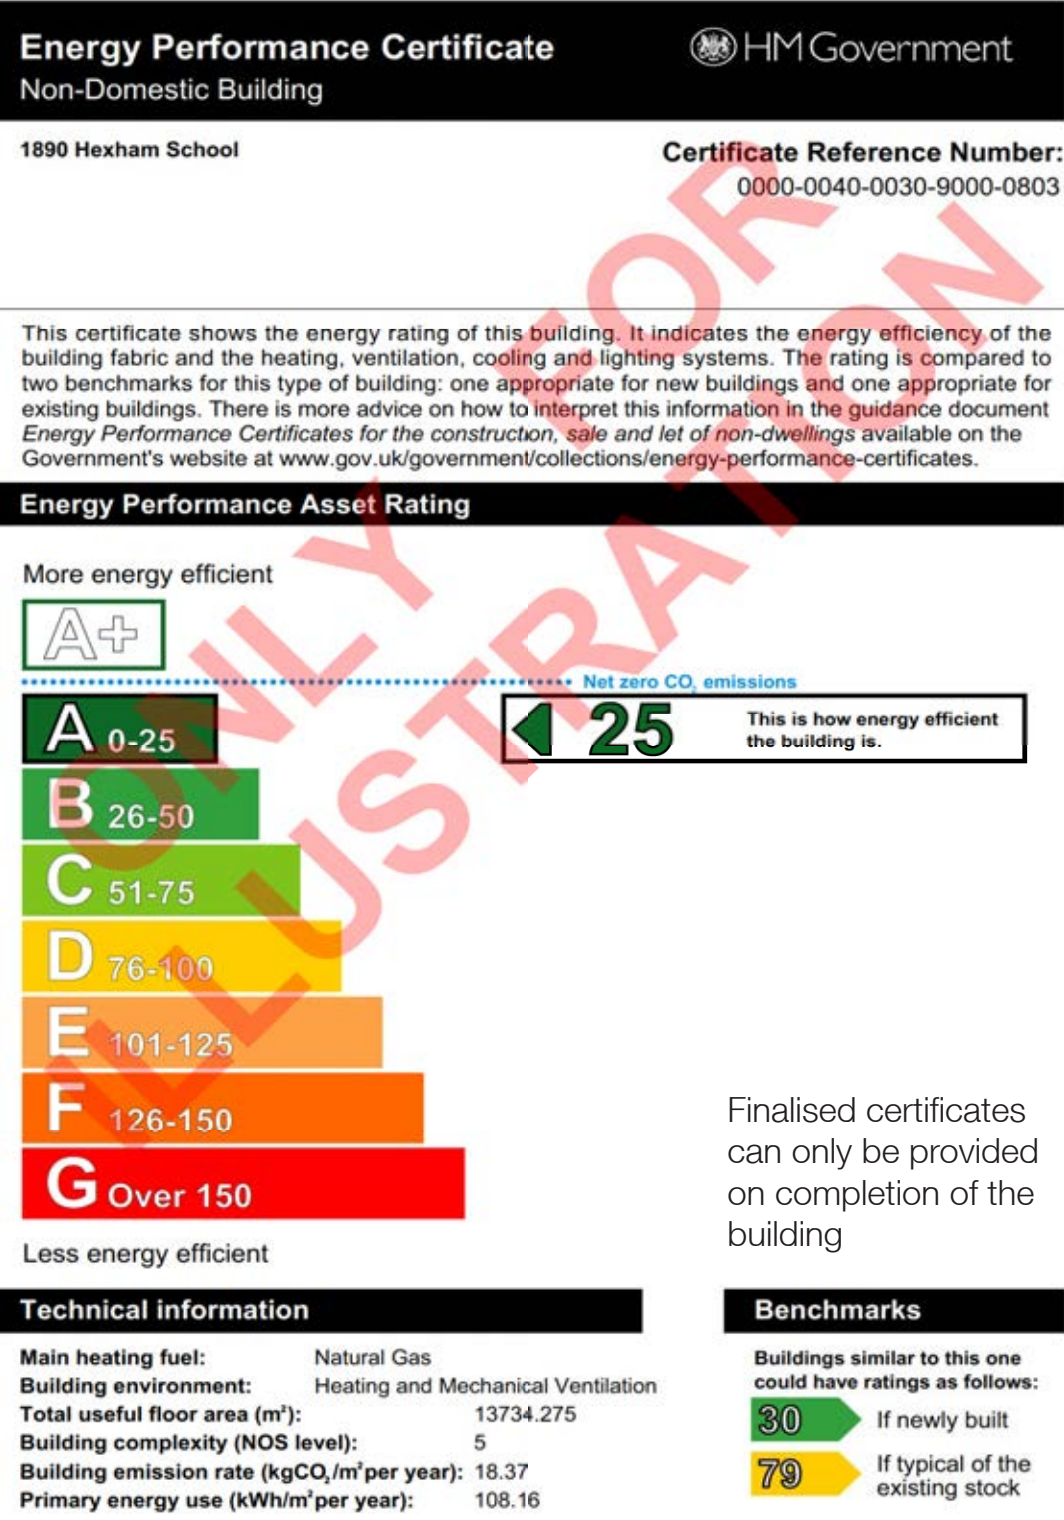 Energy Performance Certificate
HM Government
Non-Domestic Building
1890 Hexham School
Certificate Reference Number:
0000-0040-0030-9000-0803
This certificate shows the energy rating of this building. It indicates the energy efficiency of the
building fabric and the heating, ventilation, cooling and lighting systems. The rating is compared to
two benchmarks for this type of building: one appropriate for new buildings and one appropriate for
existing buildings. There is more advice on how to interpret this information in the guidance document
Energy Performance Certificates for the construction, sale and let of non-dwellings available on the
Government's website at www.gov.uk/government/collections/energy-performance-certificates.
Energy Performance Asset Rating
More energy efficient
A+
Net zero CO₂ emissions
A 0-25
25
This is how energy efficient
the building is.
B 26-50
C 51-75
D 76-100
E 101-125
F 126-150
G Over 150
Less energy efficient
ONLY FOR
ILLUSTRATION
Finalised certificates
can only be provided
on completion of the
building
Technical information
Main heating fuel: Natural Gas
Building environment: Heating and Mechanical Ventilation
Total useful floor area (m²): 13734.275
Building complexity (NOS level): 5
Building emission rate (kgCO₂/m² per year): 18.37
Primary energy use (kWh/m² per year): 108.16
Benchmarks
Buildings similar to this one
could have ratings as follows:
30 If newly built
79 If typical of the
existing stock